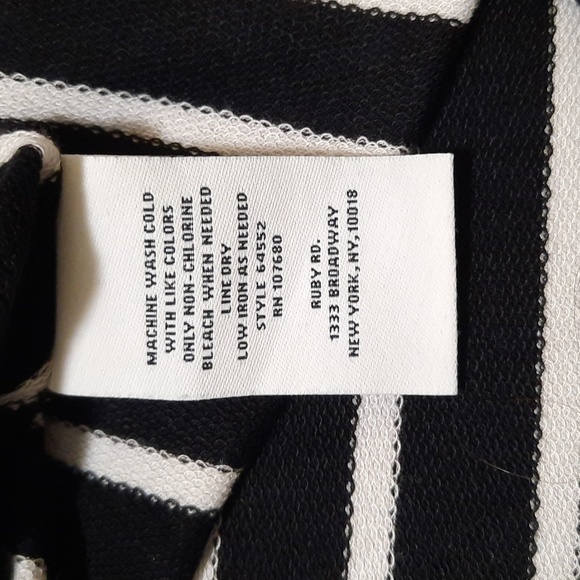 MACHINE WASH COLD
WITH LIKE COLORS
ONLY NON-CHLORINE
BLEACH WHEN NEEDED
LINE DRY
LOW IRON AS NEEDED
STYLE 64552
RN 107680
RUBY RD.
1333 BROADWAY
NEW YORK, NY, 10018